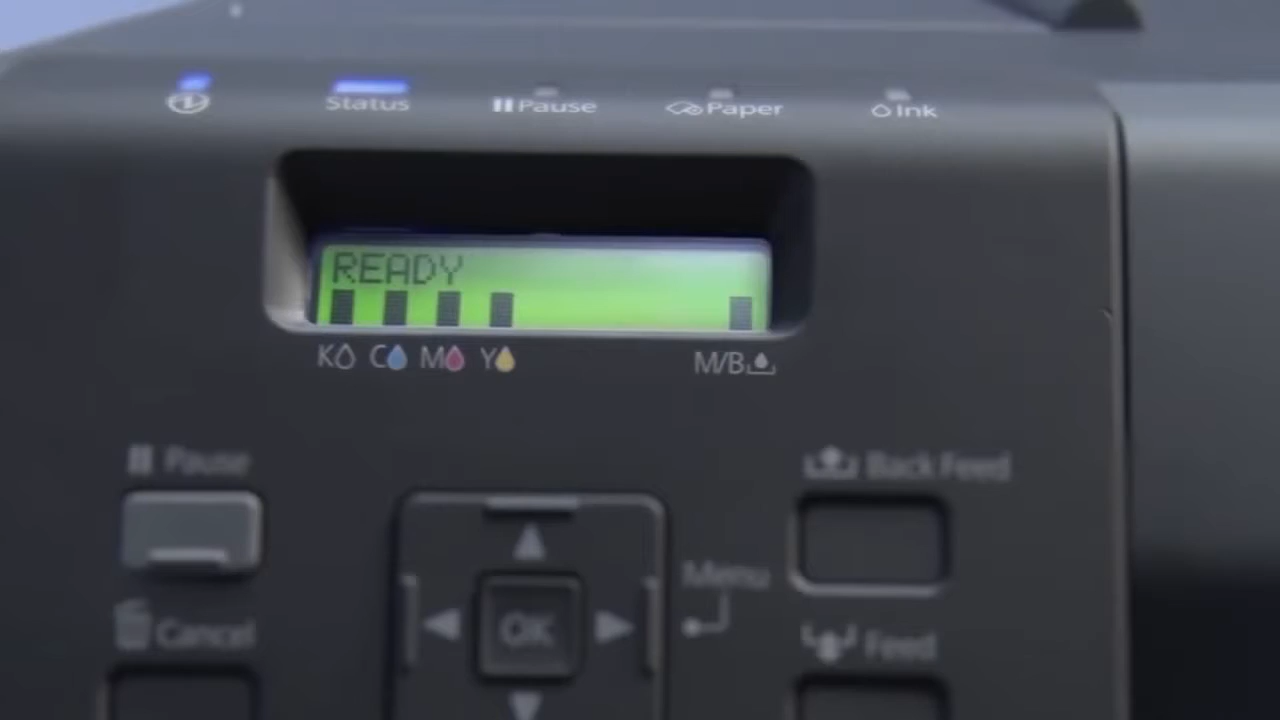 Status
Pause
Paper
Ink
READY
K C M Y
M/B
Pause
Back Feed
Menu
OK
Cancel
Feed